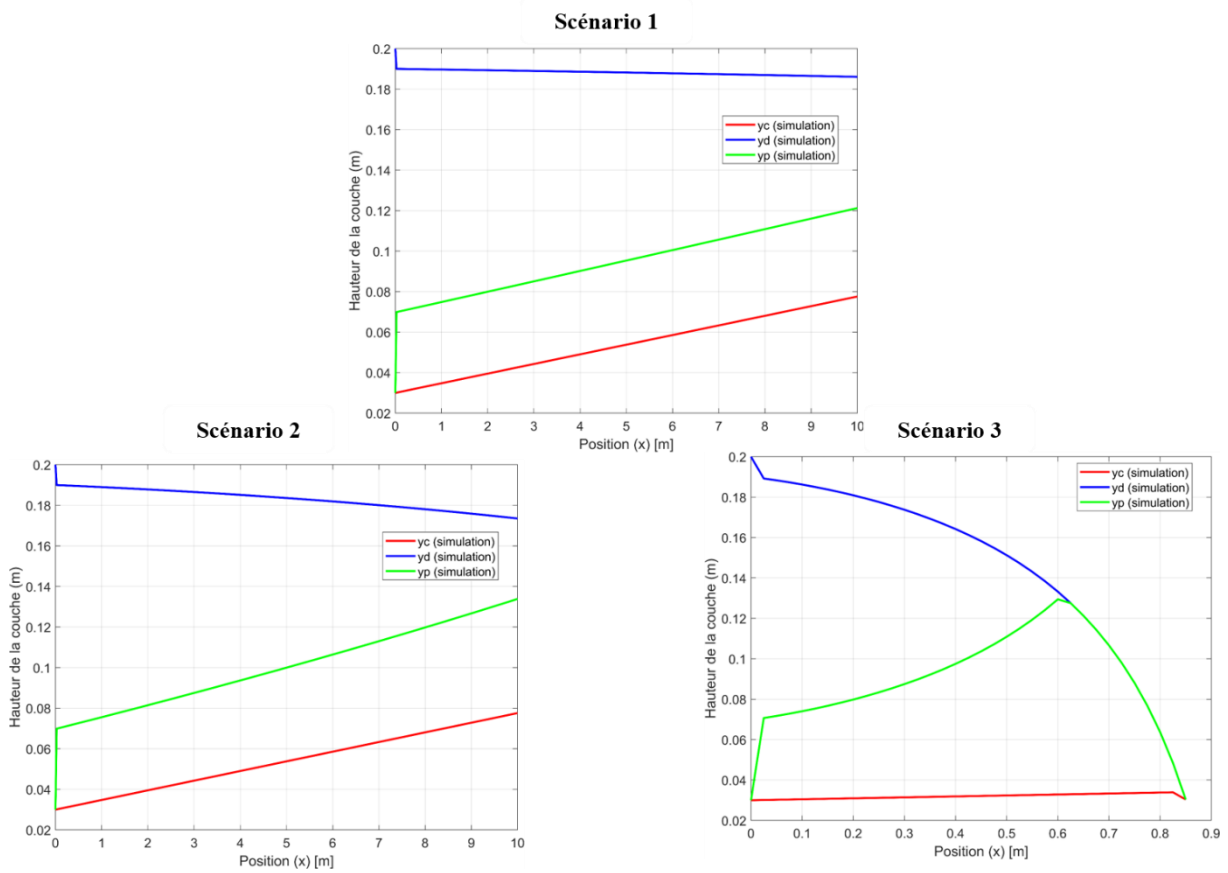 Scénario 1
0.2
0.18
0.16
0.14
0.12
0.1
0.08
0.06
0.04
0.02
Hauteur de la couche (m)
yc (simulation)
yd (simulation)
yp (simulation)
0 1 2 3 4 5 6 7 8 9 10
Position (x) [m]
Scénario 2
0.2
0.18
0.16
0.14
0.12
0.1
0.08
0.06
0.04
0.02
Hauteur de la couche (m)
yc (simulation)
yd (simulation)
yp (simulation)
0 1 2 3 4 5 6 7 8 9 10
Position (x) [m]
Scénario 3
0.2
0.18
0.16
0.14
0.12
0.1
0.08
0.06
0.04
0.02
Hauteur de la couche (m)
yc (simulation)
yd (simulation)
yp (simulation)
0 0.1 0.2 0.3 0.4 0.5 0.6 0.7 0.8 0.9
Position (x) [m]